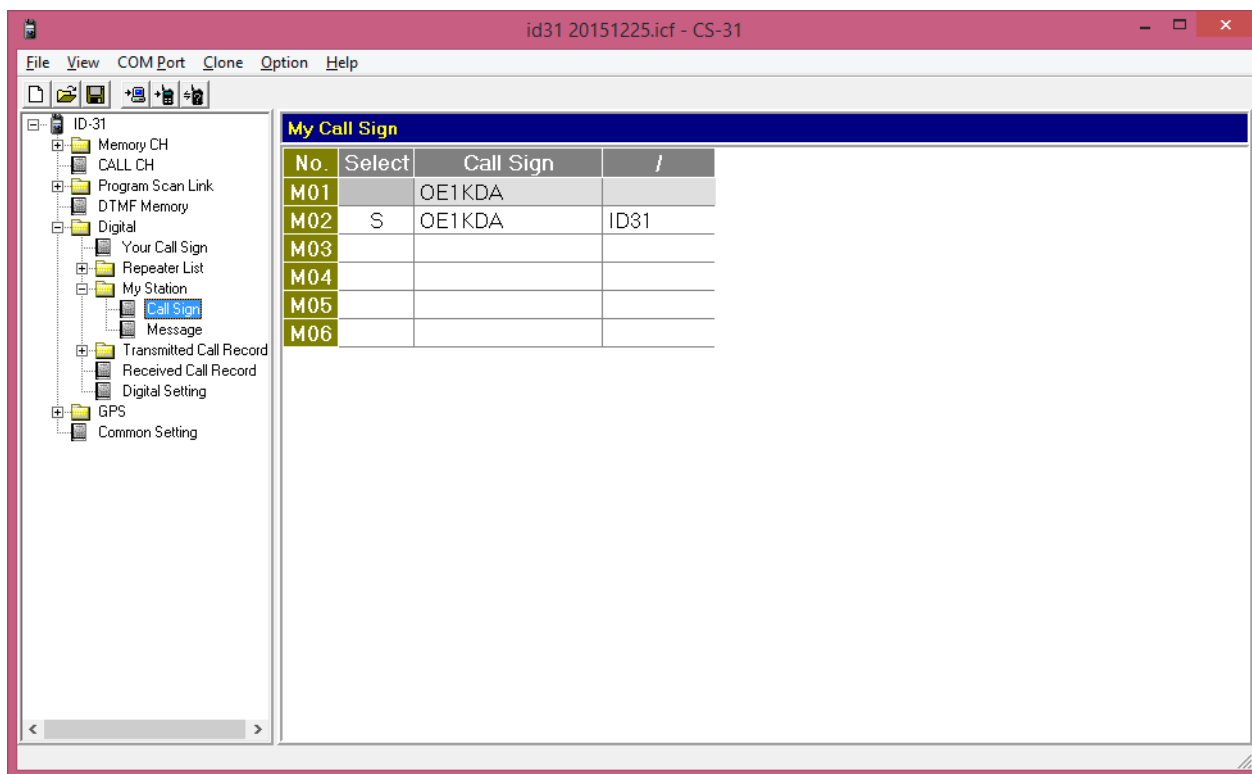 id31 20151225.icf - CS-31
File View COM Port Clone Option Help
ID-31
Memory CH
CALL CH
Program Scan Link
DTMF Memory
Digital
Your Call Sign
Repeater List
My Station
Call Sign
Message
Transmitted Call Record
Received Call Record
Digital Setting
GPS
Common Setting
My Call Sign
No. Select Call Sign /
M01 OE1KDA
M02 S OE1KDA ID31
M03
M04
M05
M06